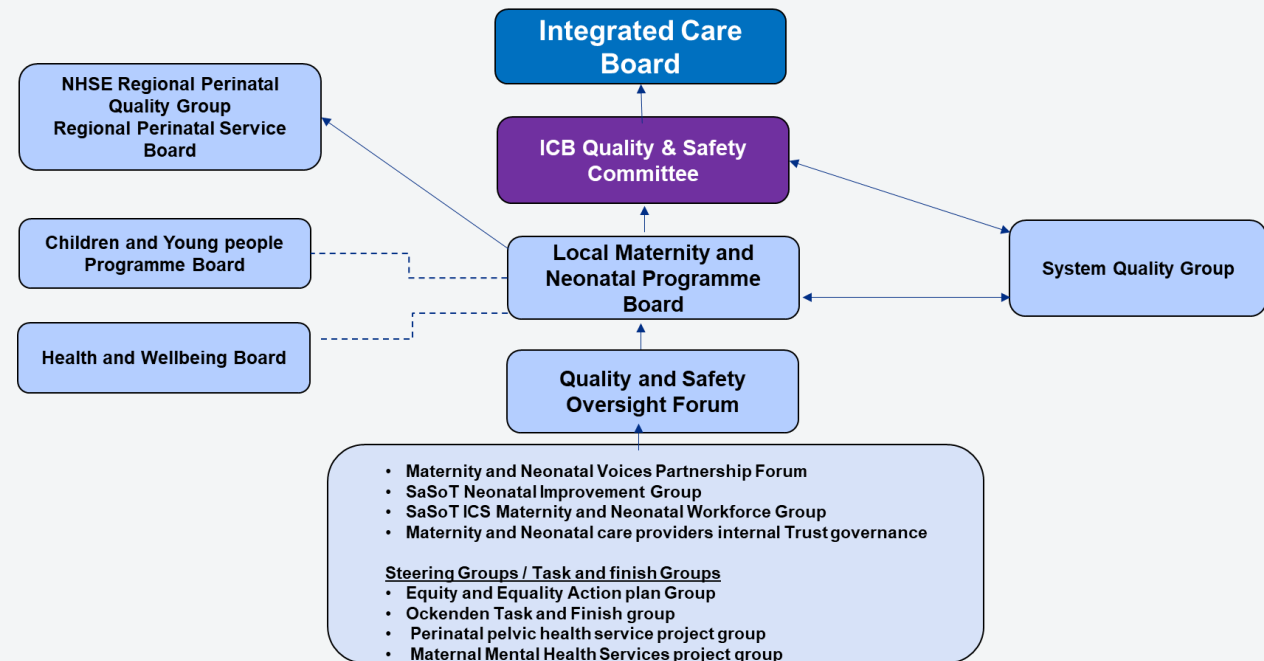 Integrated Care
Board
NHSE Regional Perinatal
Quality Group
Regional Perinatal Service
Board
ICB Quality & Safety
Committee
Children and Young people
Programme Board
Local Maternity and
Neonatal Programme
Board
System Quality Group
Health and Wellbeing Board
Quality and Safety
Oversight Forum
• Maternity and Neonatal Voices Partnership Forum
• SaSoT Neonatal Improvement Group
• SaSoT ICS Maternity and Neonatal Workforce Group
• Maternity and Neonatal care providers internal Trust governance
Steering Groups / Task and finish Groups
• Equity and Equality Action plan Group
• Ockenden Task and Finish group
• Perinatal pelvic health service project group
• Maternal Mental Health Services project group